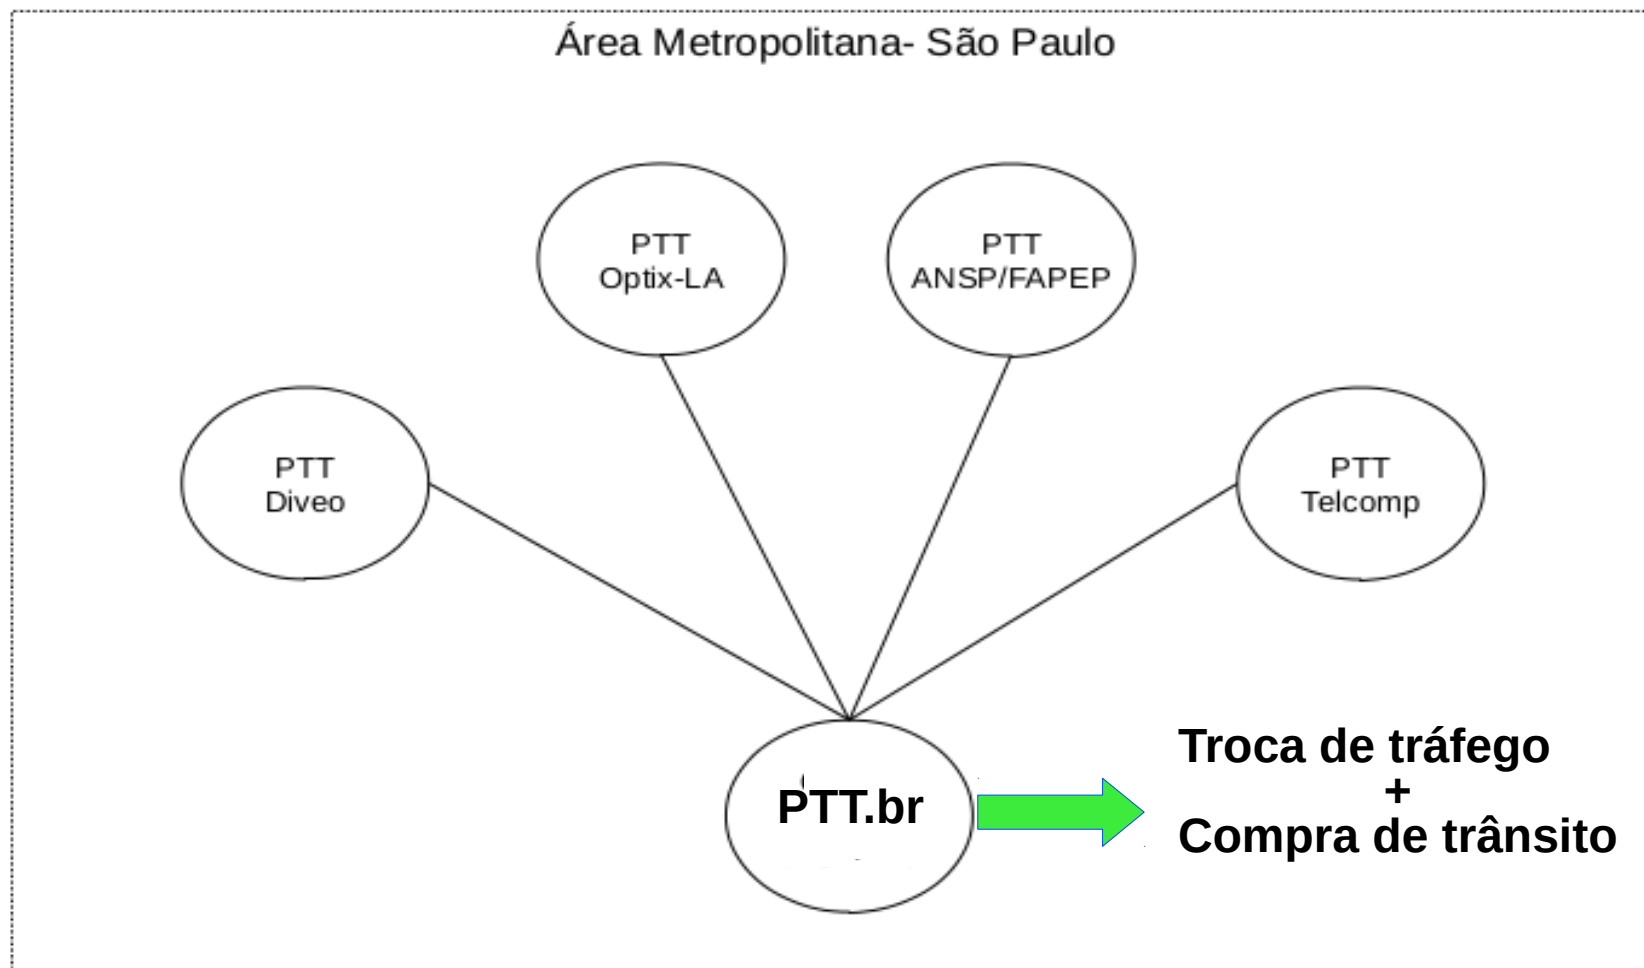 Área Metropolitana- São Paulo
PTT
Optix-LA
PTT
ANSP/FAPEP
PTT
Diveo
PTT
Telcomp
PTT.br
Troca de tráfego
+
Compra de trânsito